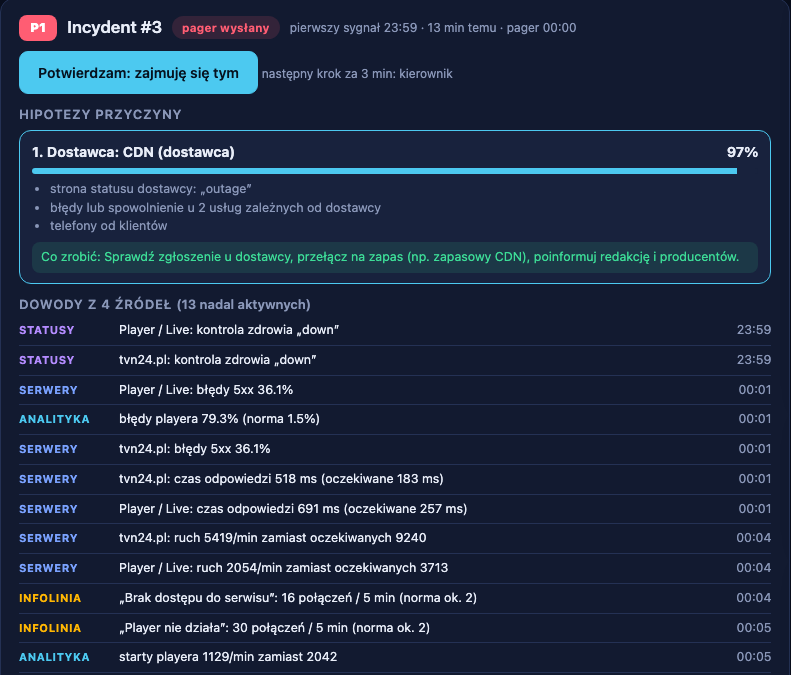 P1 Incydent #3 pager wysłany pierwszy sygnał 23:59 · 13 min temu · pager 00:00
Potwierdzam: zajmuję się tym następny krok za 3 min: kierownik
HIPOTEZY PRZYCZYNY
1. Dostawca: CDN (dostawca) 97%
• strona statusu dostawcy: „outage”
• błędy lub spowolnienie u 2 usług zależnych od dostawcy
• telefony od klientów
Co zrobić: Sprawdź zgłoszenie u dostawcy, przełącz na zapas (np. zapasowy CDN), poinformuj redakcję i producentów.
DOWODY Z 4 ŹRÓDEŁ (13 nadal aktywnych)
STATUSY Player / Live: kontrola zdrowia „down” 23:59
STATUSY tvn24.pl: kontrola zdrowia „down” 23:59
SERWERY Player / Live: błędy 5xx 36.1% 00:01
ANALITYKA błędy playera 79.3% (norma 1.5%) 00:01
SERWERY tvn24.pl: błędy 5xx 36.1% 00:01
SERWERY tvn24.pl: czas odpowiedzi 518 ms (oczekiwane 183 ms) 00:01
SERWERY Player / Live: czas odpowiedzi 691 ms (oczekiwane 257 ms) 00:01
SERWERY tvn24.pl: ruch 5419/min zamiast oczekiwanych 9240 00:04
SERWERY Player / Live: ruch 2054/min zamiast oczekiwanych 3713 00:04
INFOLINIA „Brak dostępu do serwisu”: 16 połączeń / 5 min (norma ok. 2) 00:04
INFOLINIA „Player nie działa”: 30 połączeń / 5 min (norma ok. 2) 00:05
ANALITYKA starty playera 1129/min zamiast 2042 00:05